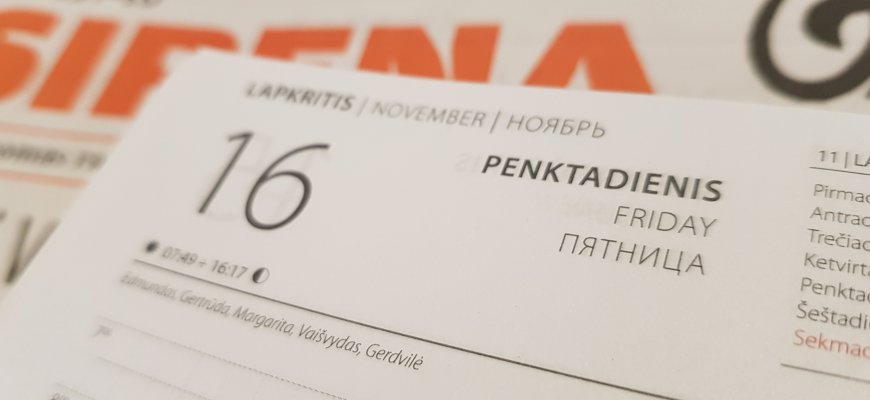 SIRENA
LAPKRITIS | NOVEMBER | НОЯБРЬ
16
PENKTADIENIS
FRIDAY
ПЯТНИЦА
07:49 ÷ 16:17
Edmundas, Gertrūda, Margarita, Vaišvydas, Gerdvilė
11 | LA
Pirmad
Antrad
Trečiad
Ketvirta
Penktad
Šeštadi
Sekmad